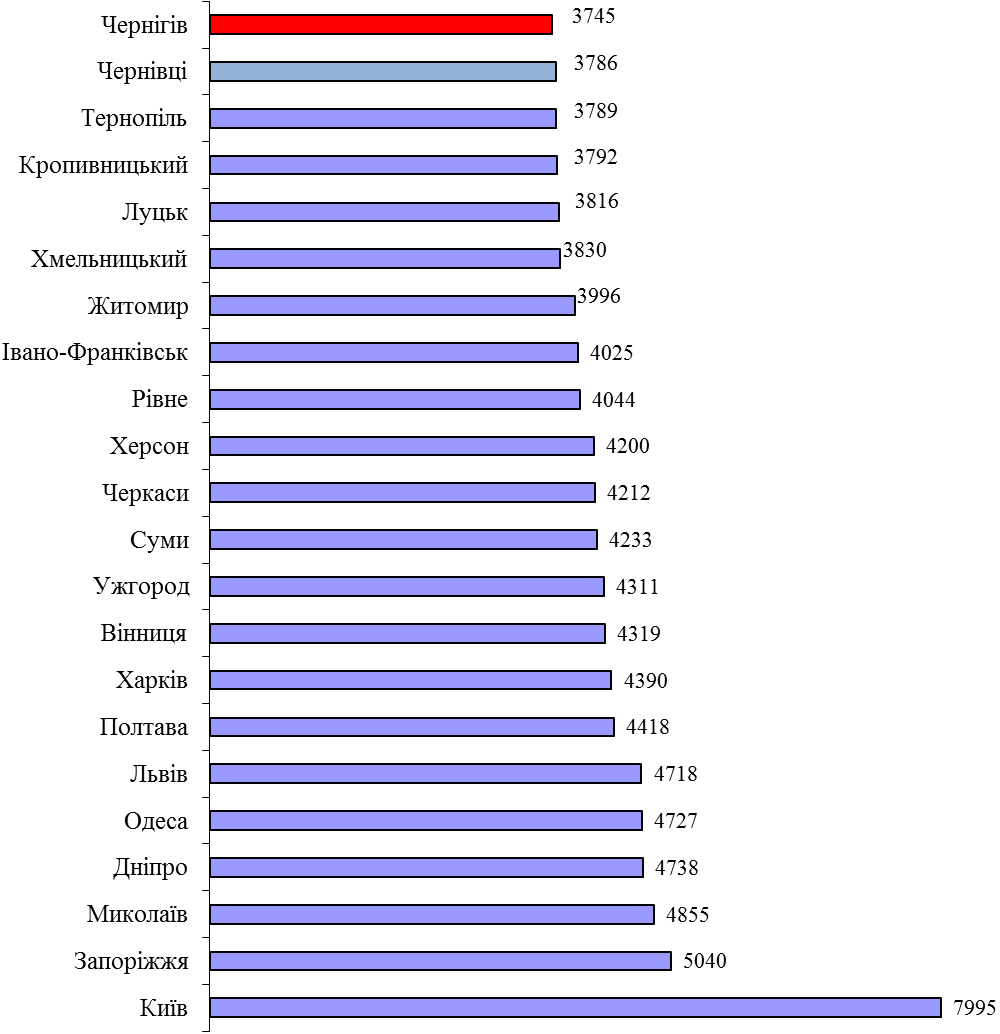 Чернігів 3745
Чернівці 3786
Тернопіль 3789
Кропивницький 3792
Луцьк 3816
Хмельницький 3830
Житомир 3996
Івано-Франківськ 4025
Рівне 4044
Херсон 4200
Черкаси 4212
Суми 4233
Ужгород 4311
Вінниця 4319
Харків 4390
Полтава 4418
Львів 4718
Одеса 4727
Дніпро 4738
Миколаїв 4855
Запоріжжя 5040
Київ 7995